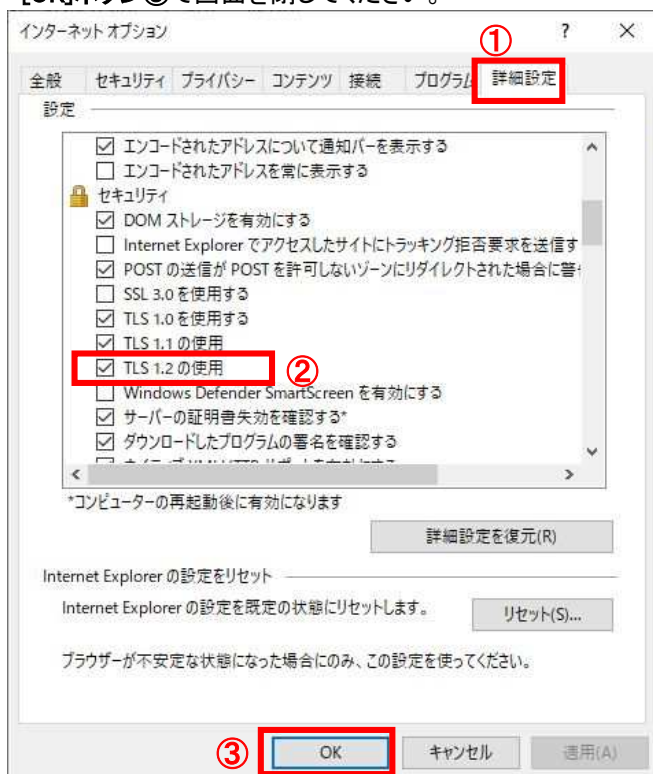 [OK]ボタン③で画面を閉じてください。
インターネット オプション ? ×
①
全般 セキュリティ プライバシー コンテンツ 接続 プログラム 詳細設定
設定
エンコードされたアドレスについて通知バーを表示する
エンコードされたアドレスを常に表示する
セキュリティ
DOM ストレージを有効にする
Internet Explorer でアクセスしたサイトにトラッキング拒否要求を送信す
POST の送信が POST を許可しないゾーンにリダイレクトされた場合に警
SSL 3.0 を使用する
TLS 1.0 を使用する
TLS 1.1 の使用
TLS 1.2 の使用 ②
Windows Defender SmartScreen を有効にする
サーバーの証明書失効を確認する*
ダウンロードしたプログラムの署名を確認する
*コンピューターの再起動後に有効になります
詳細設定を復元(R)
Internet Explorer の設定をリセット
Internet Explorer の設定を既定の状態にリセットします。 リセット(S)...
ブラウザーが不安定な状態になった場合にのみ、この設定を使ってください。
③ OK キャンセル 適用(A)